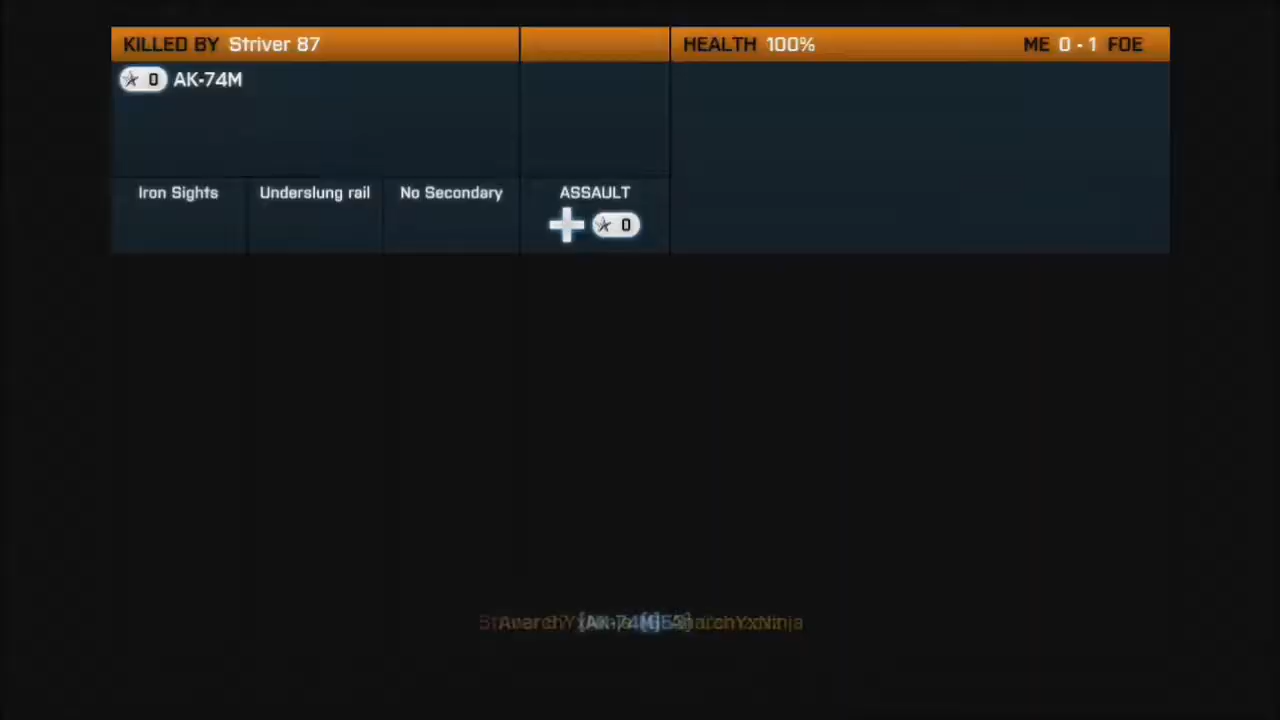 KILLED BY Striver 87
HEALTH 100%
ME 0 - 1 FOE
0 AK-74M
Iron Sights
Underslung rail
No Secondary
ASSAULT
0